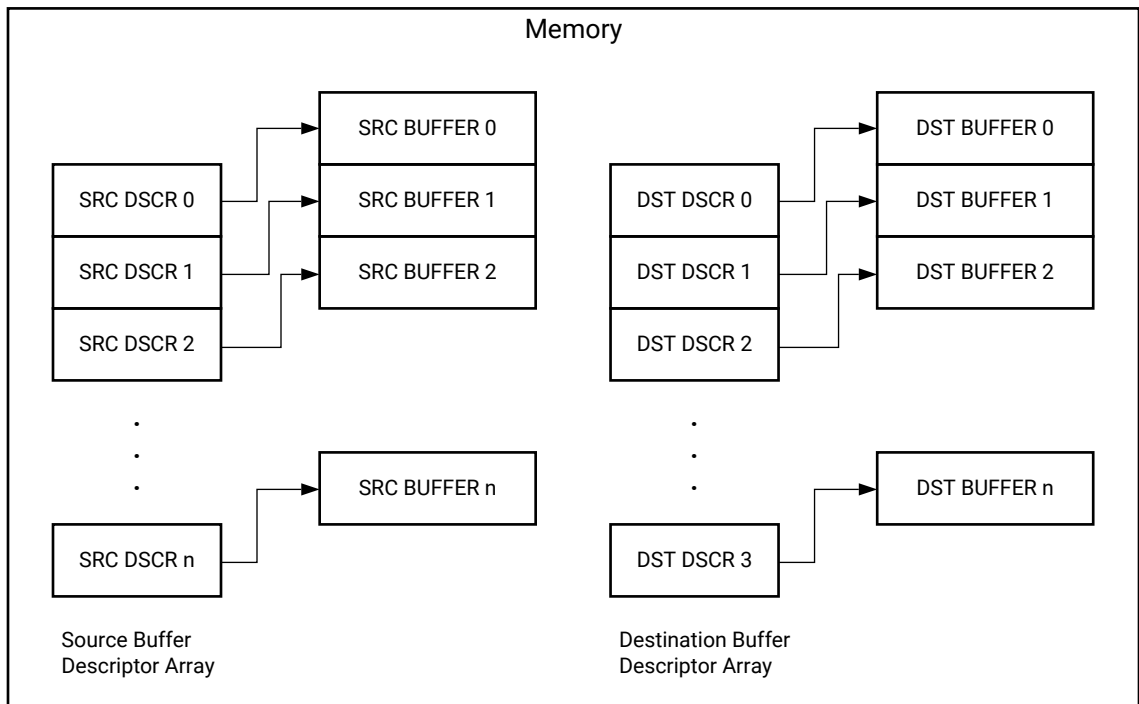 Memory
SRC BUFFER 0
SRC BUFFER 1
SRC BUFFER 2
SRC DSCR 0
SRC DSCR 1
SRC DSCR 2
.
.
.
SRC BUFFER n
SRC DSCR n
Source Buffer
Descriptor Array
DST BUFFER 0
DST BUFFER 1
DST BUFFER 2
DST DSCR 0
DST DSCR 1
DST DSCR 2
.
.
.
DST BUFFER n
DST DSCR 3
Destination Buffer
Descriptor Array